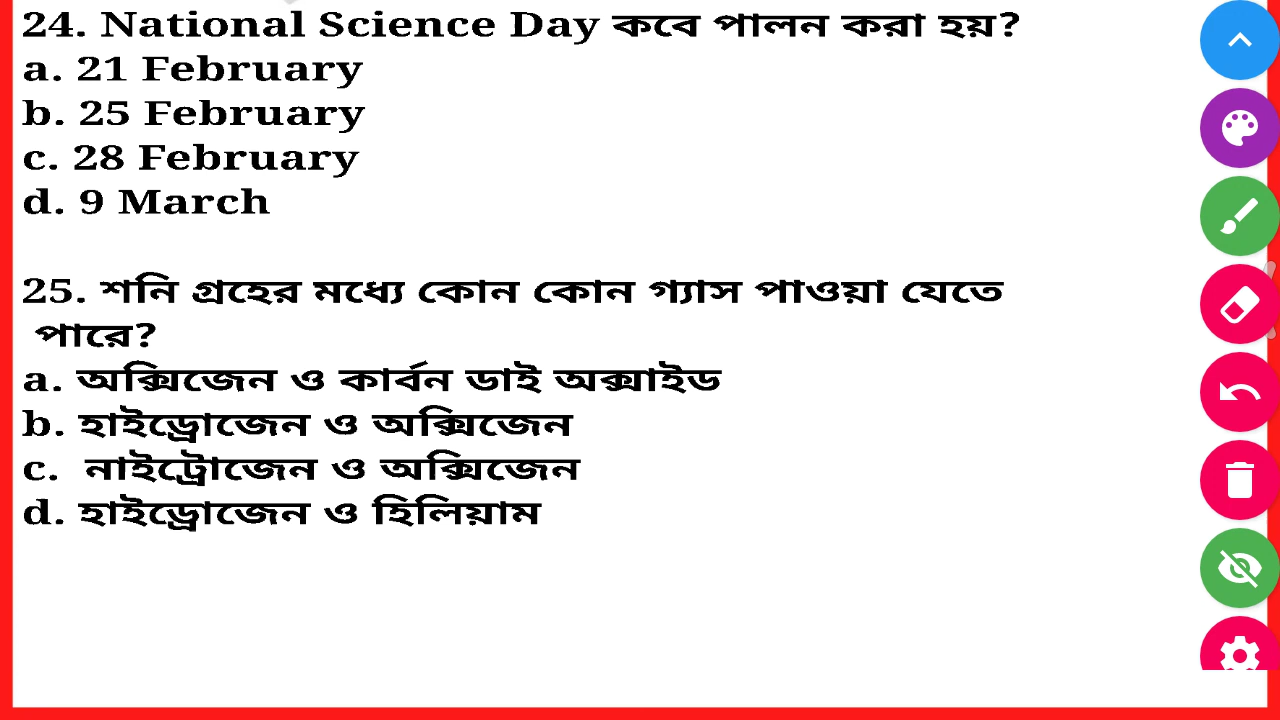 24. National Science Day কবে পালন করা হয়?
a. 21 February
b. 25 February
c. 28 February
d. 9 March
25. শনি গ্রহের মধ্যে কোন কোন গ্যাস পাওয়া যেতে
পারে?
a. অক্সিজেন ও কার্বন ডাই অক্সাইড
b. হাইড্রোজেন ও অক্সিজেন
c. নাইট্রোজেন ও অক্সিজেন
d. হাইড্রোজেন ও হিলিয়াম